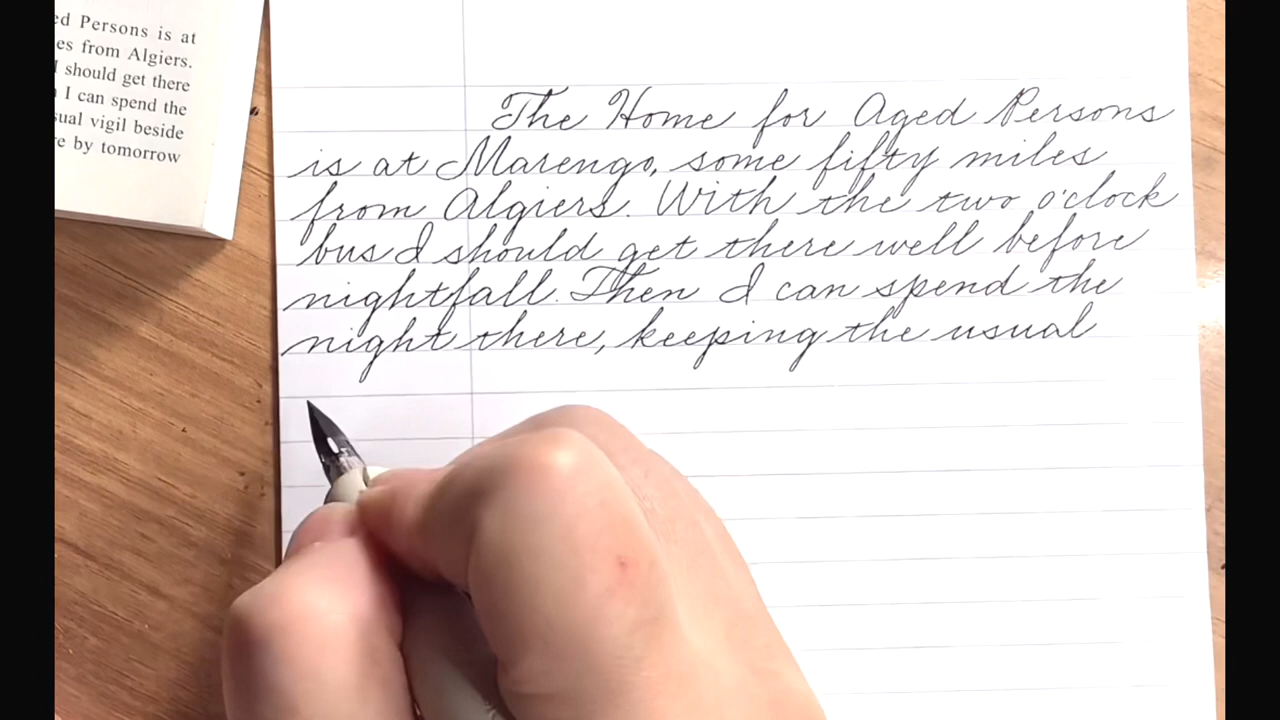 ed Persons is at
es from Algiers.
I should get there
I can spend the
sual vigil beside
re by tomorrow
The Home for Aged Persons
is at Marengo, some fifty miles
from Algiers. With the two o'clock
bus I should get there well before
nightfall. Then I can spend the
night there, keeping the usual